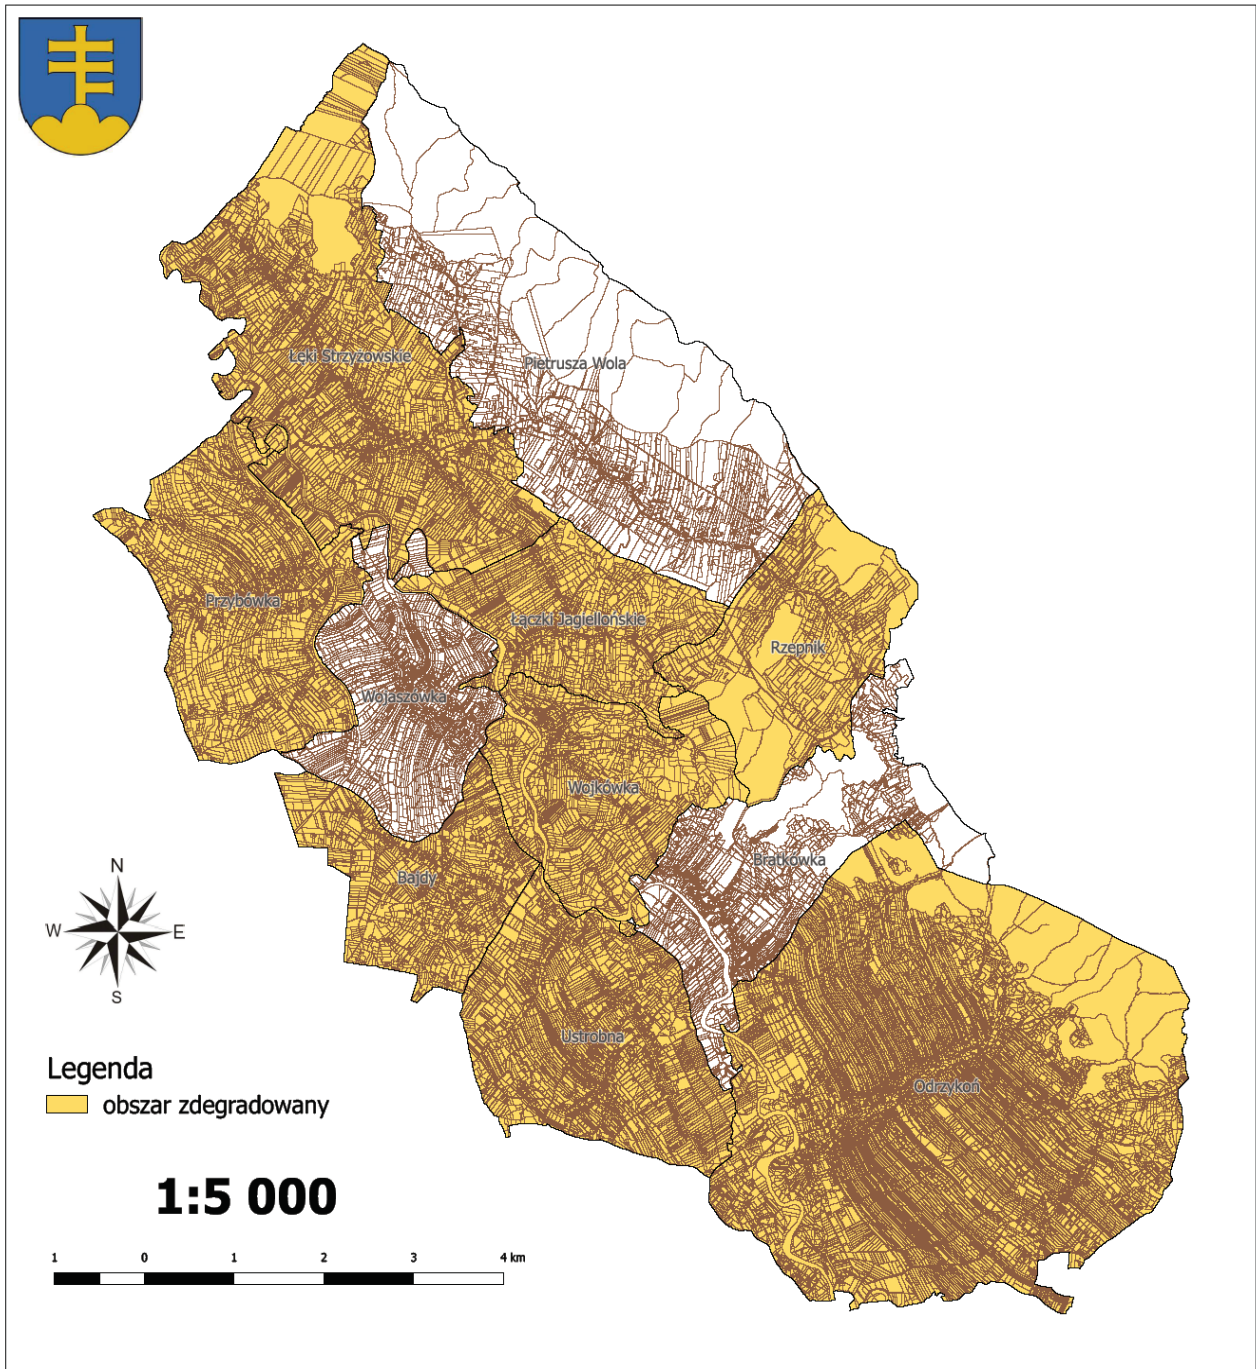 Łęki Strzyżowskie
Pietrusza Wola
Przybówka
Łączki Jagiellońskie
Rzepnik
Wojaszówka
Wojkówka
Bratkówka
Bajdy
N
W E
S
Ustrobna
Odrzykoń
Legenda
obszar zdegradowany
1:5 000
1 0 1 2 3 4 km